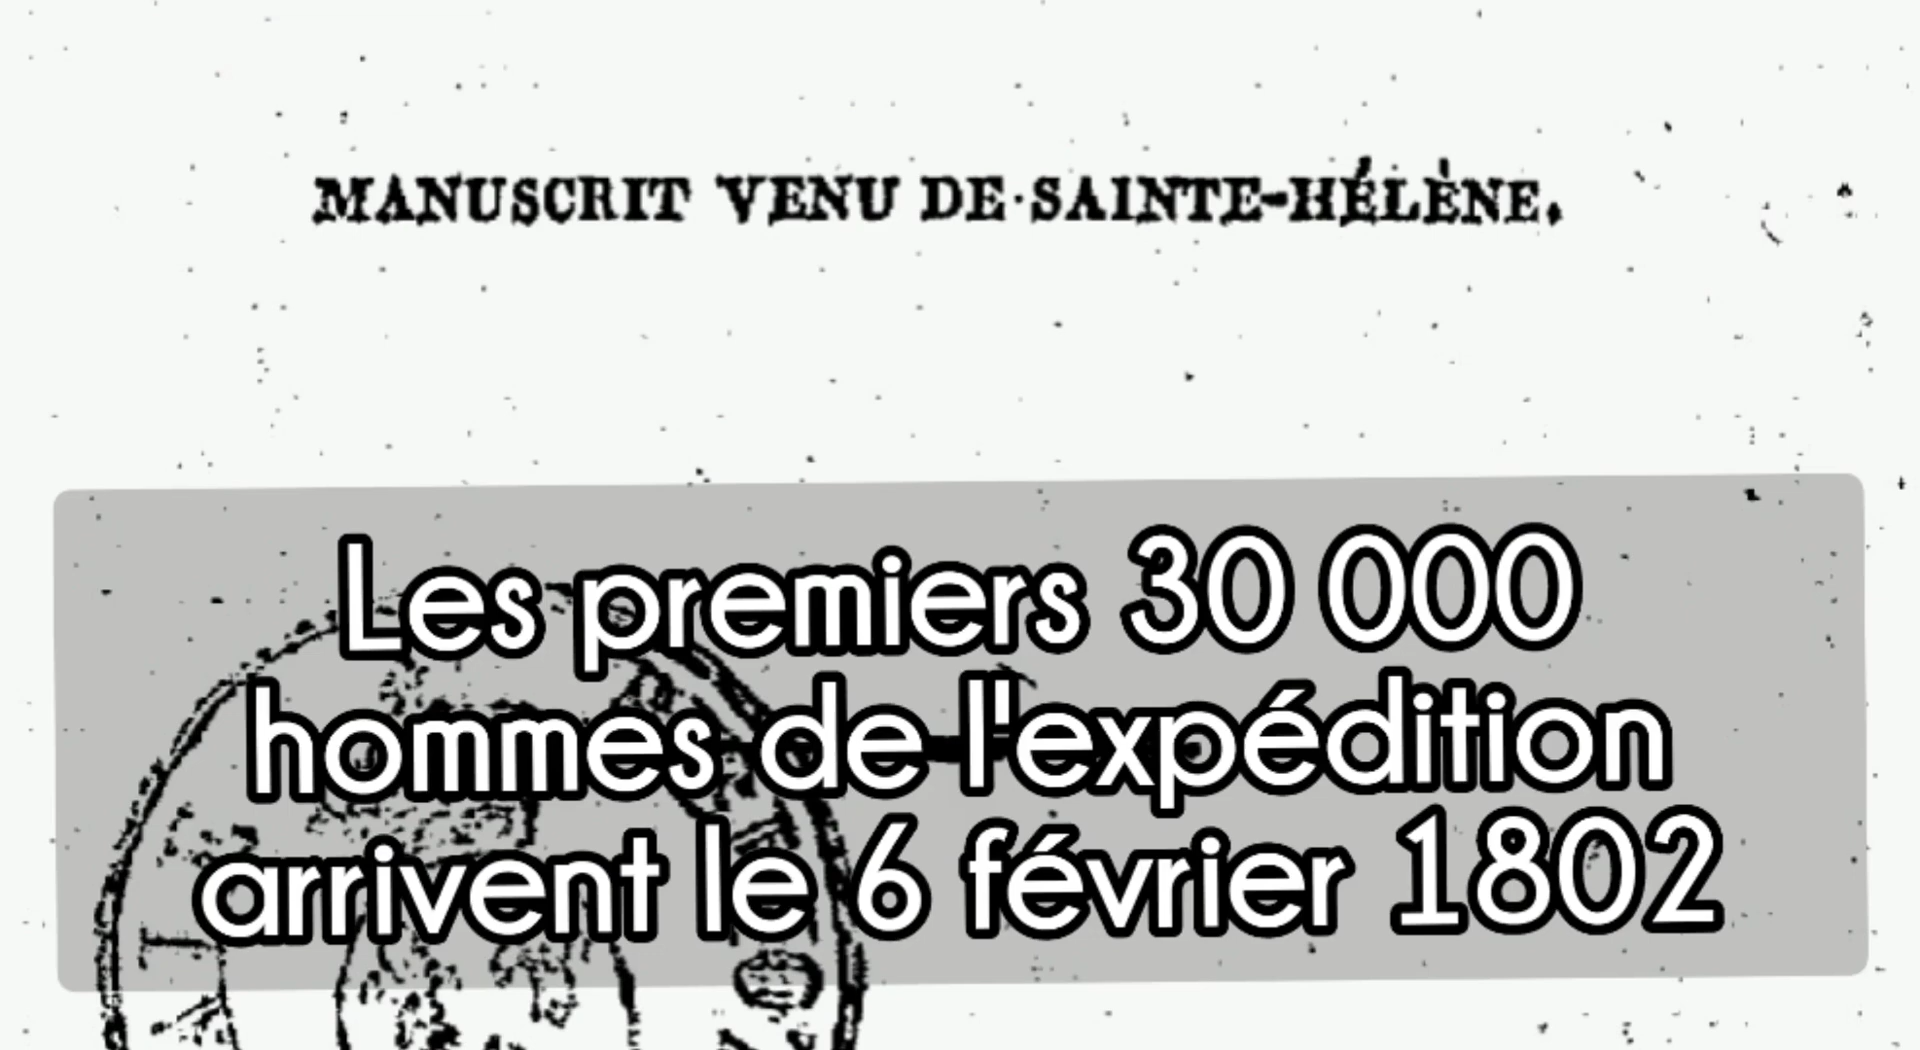 MANUSCRIT VENU DE SAINTE-HÉLÈNE.
Les premiers 30 000
hommes de l'expédition
arrivent le 6 février 1802